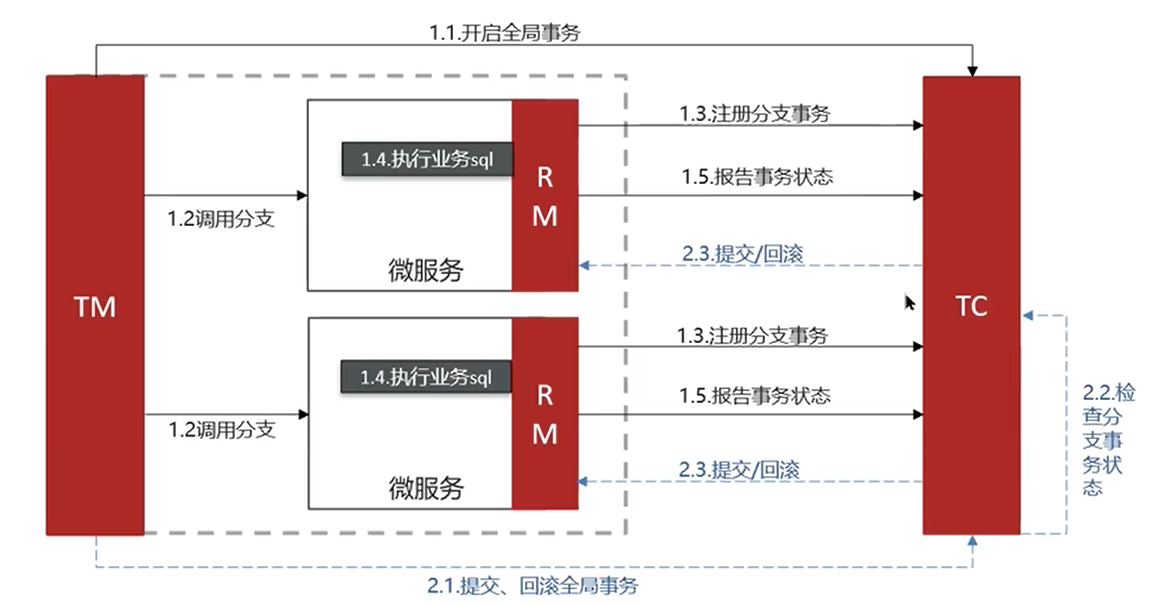 1.1.开启全局事务
TM
1.2调用分支
1.4.执行业务sql
R
M
微服务
1.3.注册分支事务
1.5.报告事务状态
2.3.提交/回滚
TC
1.2调用分支
1.4.执行业务sql
R
M
微服务
1.3.注册分支事务
1.5.报告事务状态
2.3.提交/回滚
2.2.检
查分
支事
务状
态
2.1.提交、回滚全局事务